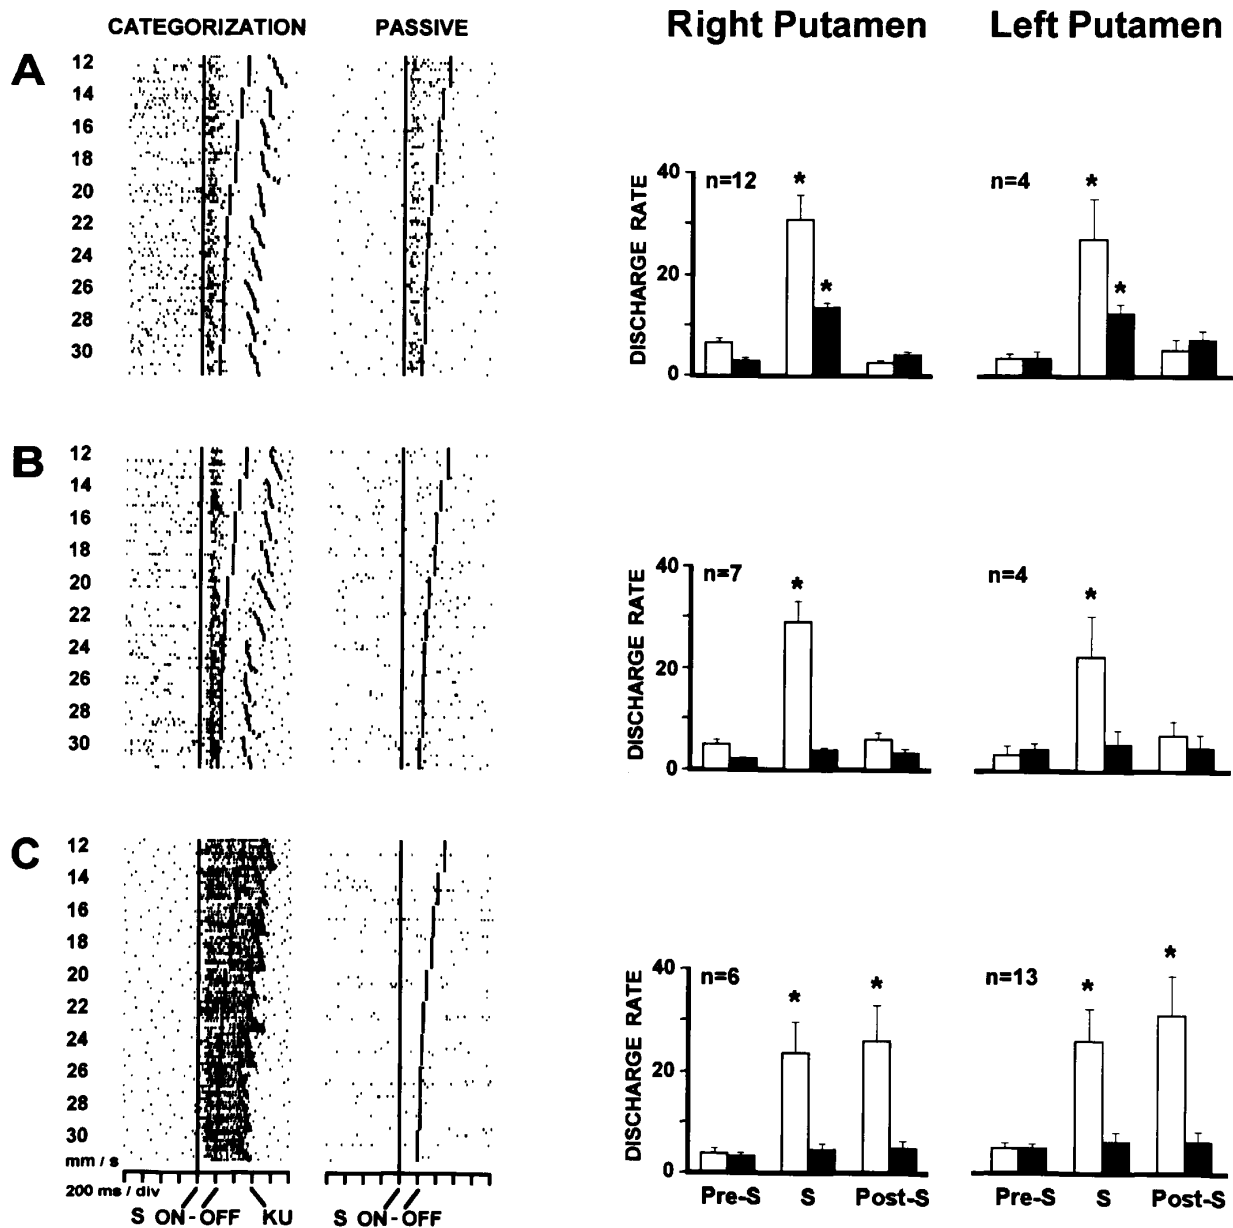 CATEGORIZATION PASSIVE Right Putamen Left Putamen
A
12
14
16
18
20
22
24
26
28
30
DISCHARGE RATE
40
20
0
n=12
*
*
n=4
*
*
B
12
14
16
18
20
22
24
26
28
30
DISCHARGE RATE
40
20
0
n=7
*
n=4
*
C
12
14
16
18
20
22
24
26
28
30
mm / s
200 ms / div
S ON - OFF KU
S ON - OFF
DISCHARGE RATE
40
20
0
n=6
*
*
n=13
*
*
Pre-S S Post-S
Pre-S S Post-S